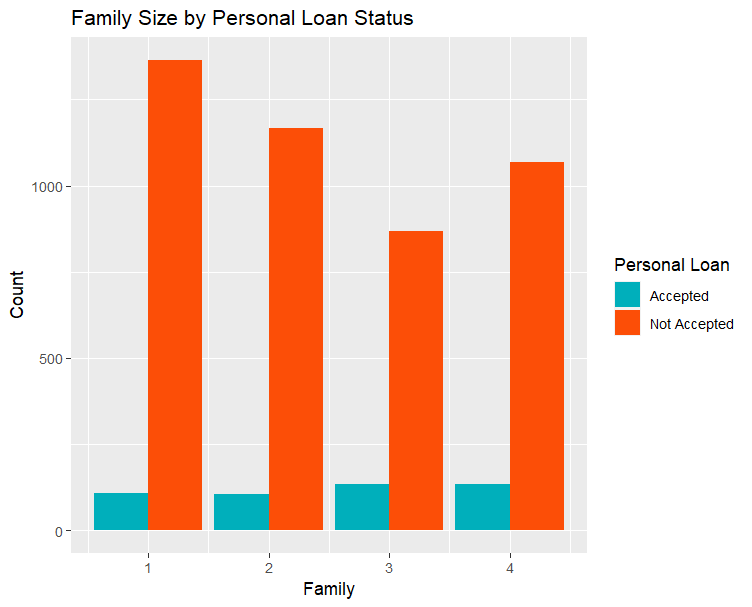 Family Size by Personal Loan Status
Count
1000
500
0
1 2 3 4
Family
Personal Loan
Accepted
Not Accepted